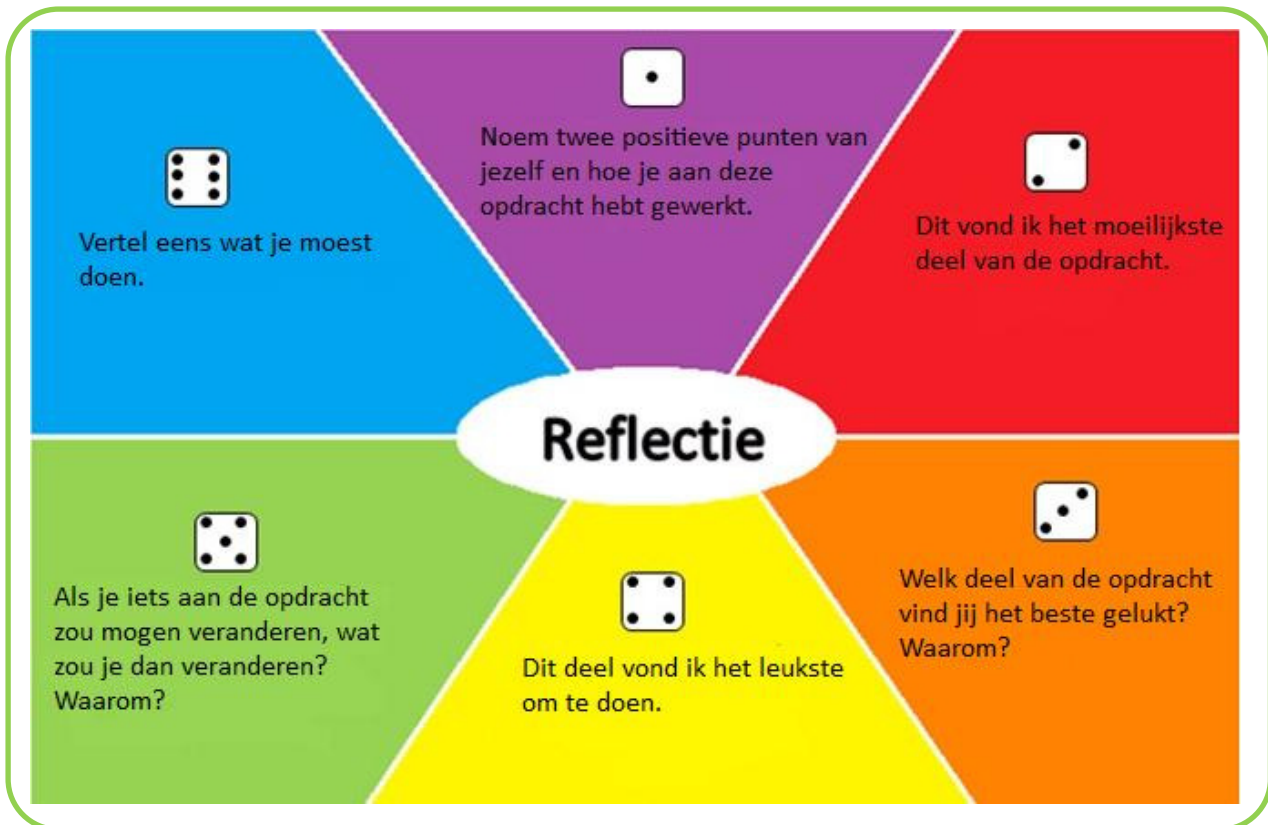 Noem twee positieve punten van
jezelf en hoe je aan deze
opdracht hebt gewerkt.
Dit vond ik het moeilijkste
deel van de opdracht.
Vertel eens wat je moest
doen.
Reflectie
Welk deel van de opdracht
vind jij het beste gelukt?
Waarom?
Als je iets aan de opdracht
zou mogen veranderen, wat
zou je dan veranderen?
Waarom?
Dit deel vond ik het leukste
om te doen.